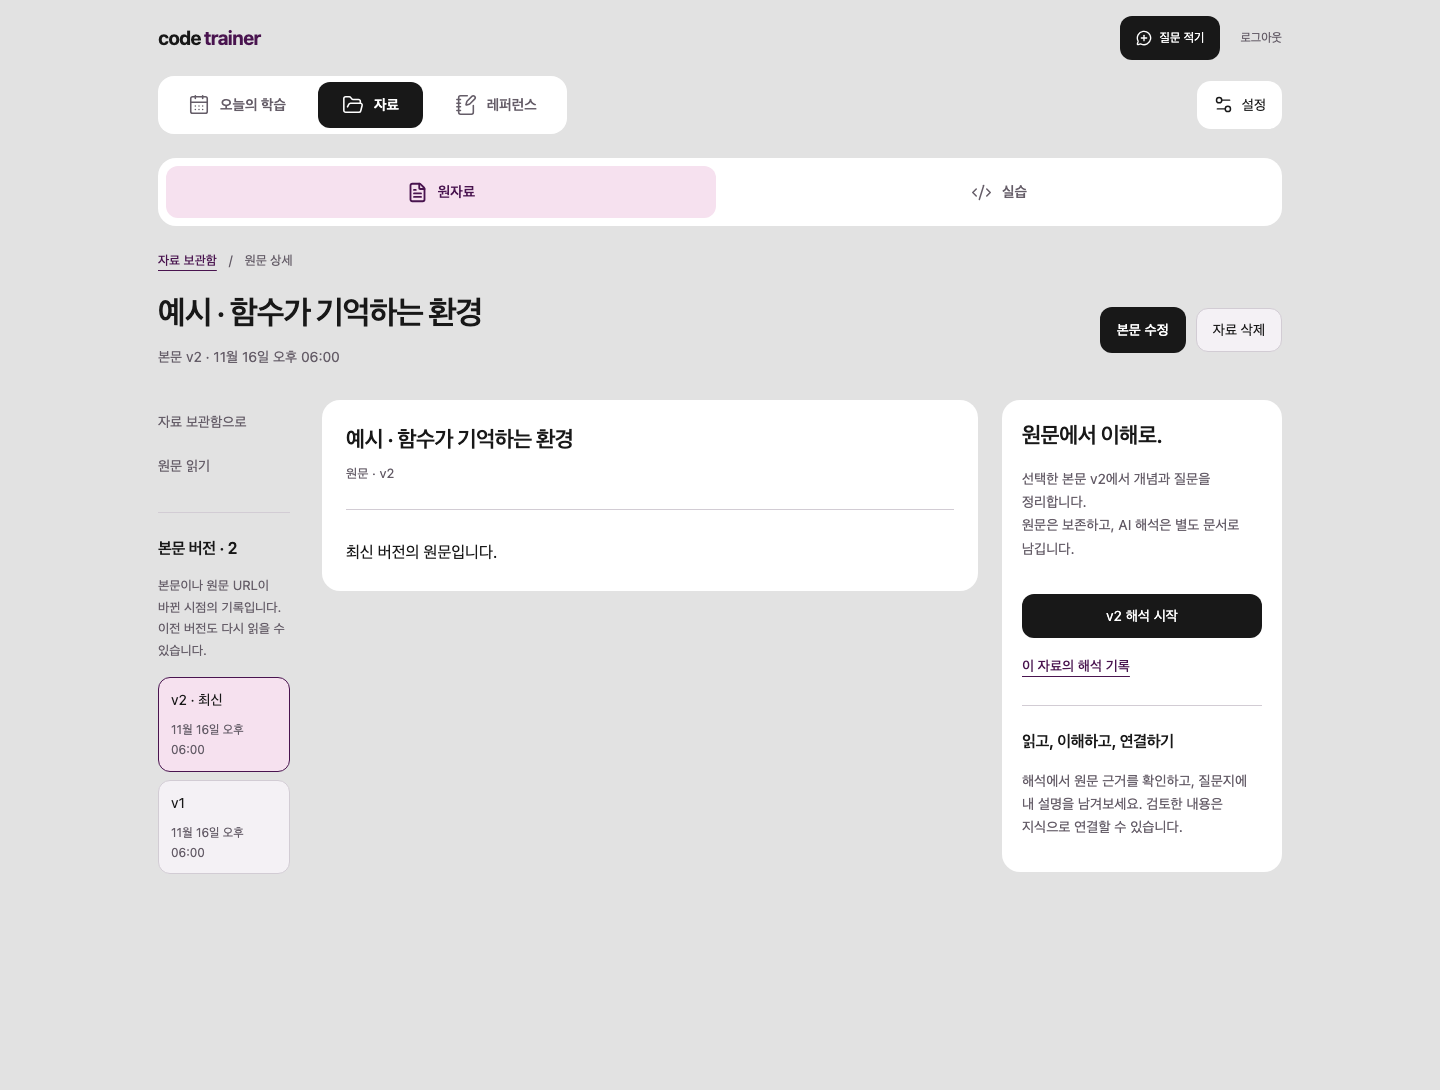 code trainer
질문 적기
로그아웃
오늘의 학습
자료
레퍼런스
설정
원자료
실습
자료 보관함 / 원문 상세
예시 · 함수가 기억하는 환경
본문 v2 · 11월 16일 오후 06:00
본문 수정
자료 삭제
자료 보관함으로
원문 읽기
본문 버전 · 2
본문이나 원문 URL이
바뀐 시점의 기록입니다.
이전 버전도 다시 읽을 수
있습니다.
v2 · 최신
11월 16일 오후
06:00
v1
11월 16일 오후
06:00
예시 · 함수가 기억하는 환경
원문 · v2
최신 버전의 원문입니다.
원문에서 이해로.
선택한 본문 v2에서 개념과 질문을
정리합니다.
원문은 보존하고, AI 해석은 별도 문서로
남깁니다.
v2 해석 시작
이 자료의 해석 기록
읽고, 이해하고, 연결하기
해석에서 원문 근거를 확인하고, 질문지에
내 설명을 남겨보세요. 검토한 내용은
지식으로 연결할 수 있습니다.